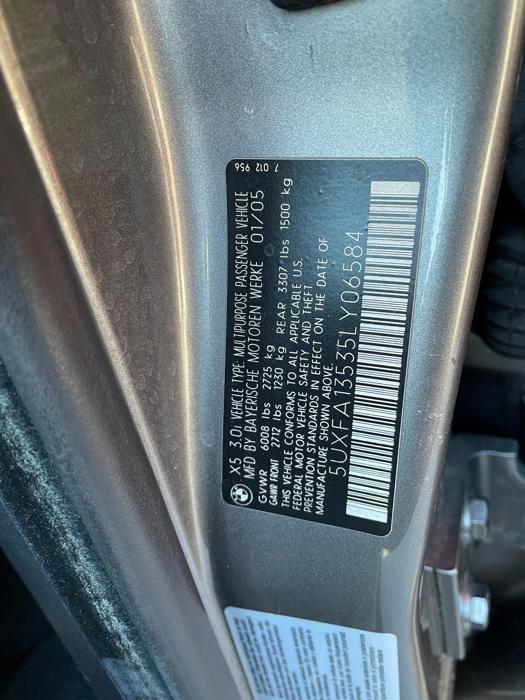 7 012 956
X5 3.0i VEHICLE TYPE: MULTIPURPOSE PASSENGER VEHICLE
MFD BY BAYERISCHE MOTOREN WERKE 01/05
GVWR 6008 lbs 2725 kg
GAWR FRONT 2712 lbs 1230 kg REAR 3307 lbs 1500 kg
THIS VEHICLE CONFORMS TO ALL APPLICABLE U.S.
FEDERAL MOTOR VEHICLE SAFETY AND THEFT
PREVENTION STANDARDS IN EFFECT ON THE DATE OF
MANUFACTURE SHOWN ABOVE.
5UXFA13535LY06584